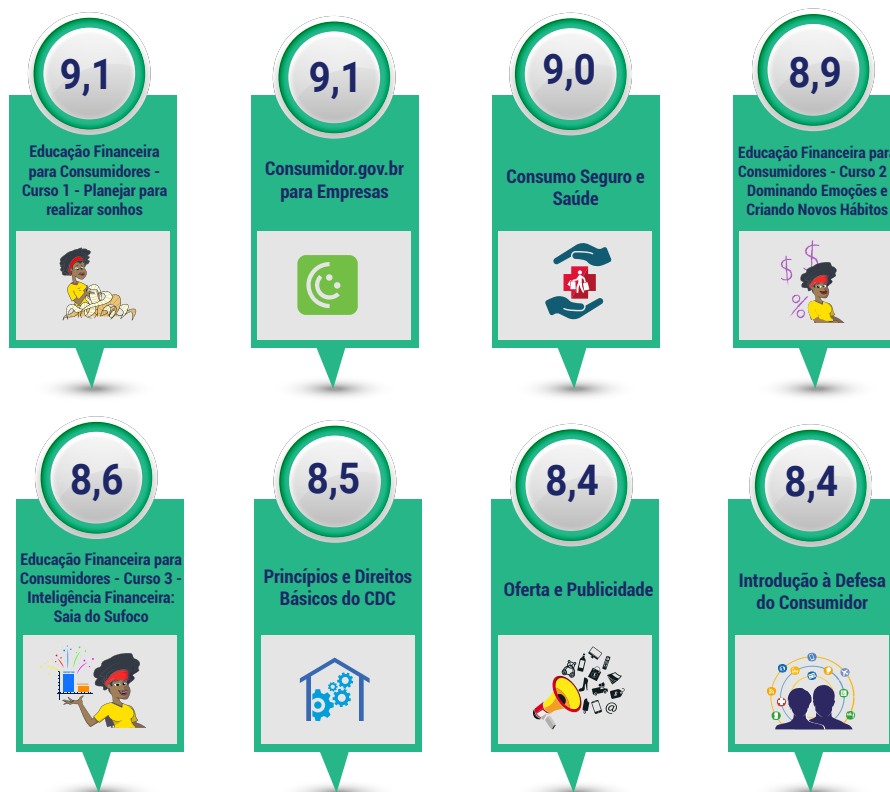 9,1
Educação Financeira
para Consumidores -
Curso 1 - Planejar para
realizar sonhos
9,1
Consumidor.gov.br
para Empresas
9,0
Consumo Seguro e
Saúde
8,9
Educação Financeira para
Consumidores - Curso 2
Dominando Emoções e
Criando Novos Hábitos
$ $
%
8,6
Educação Financeira para
Consumidores - Curso 3 -
Inteligência Financeira:
Saia do Sufoco
8,5
Princípios e Direitos
Básicos do CDC
8,4
Oferta e Publicidade
@
8,4
Introdução à Defesa
do Consumidor